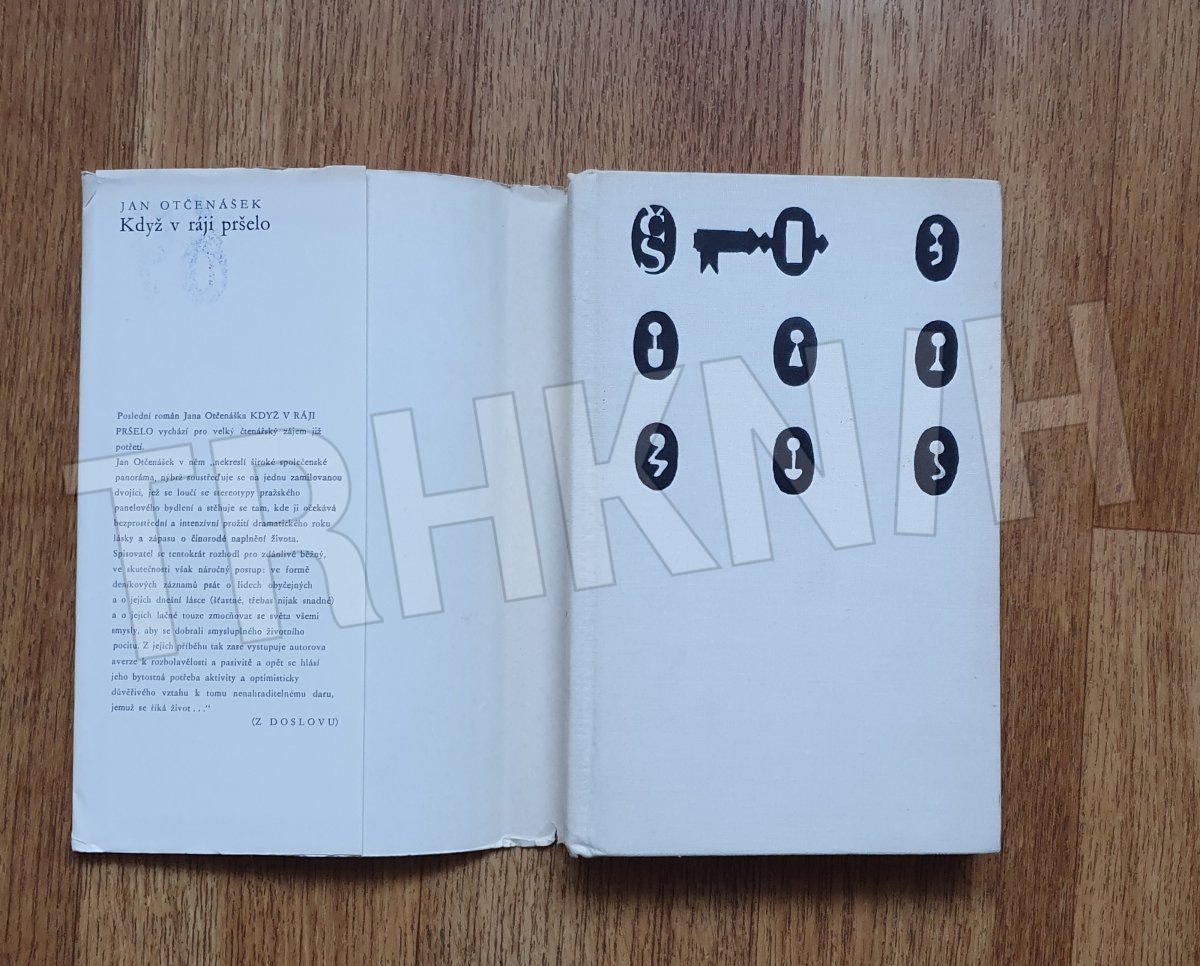 JAN OTČENÁŠEK
Když v ráji pršelo
Poslední román Jana Otčenáška KDYŽ V RÁJI
PRŠELO vychází pro velký čtenářský zájem již
potřetí.
Jan Otčenášek v něm „nekreslí široké společenské
panoráma, nýbrž soustřeďuje se na jednu zamilovanou
dvojici, jež se loučí se stereotypy pražského
panelového bydlení a stěhuje se tam, kde ji očekává
bezprostřední a intenzívní prožití dramatického roku
lásky a zápasu o činorodé naplnění života.
Spisovatel se tentokrát rozhodl pro zdánlivě běžný,
ve skutečnosti však náročný postup: ve formě
deníkových záznamů psát o lidech obyčejných
a o jejich dnešní lásce (šťastné, třebas nijak snadné)
a o jejich lačné touze zmocňovat se světa všemi
smysly, aby se dobrali smysluplného životního
pocitu. Z jejich příběhu tak zase vystupuje autorova
averze k rozbolavělosti a pasivitě a opět se hlásí
jeho bytostná potřeba aktivity a optimisticky
důvěřivého vztahu k tomu nenahraditelnému daru,
jemuž se říká život . . .“
(Z DOSLOVU)
ČS
TRHKNIH